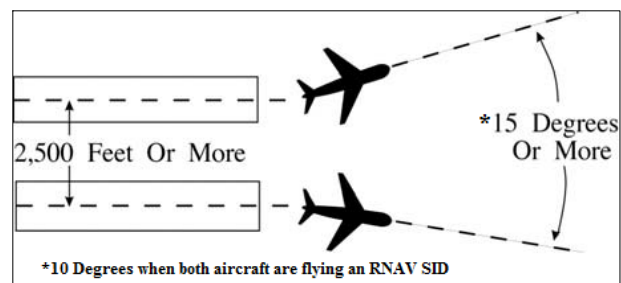 *15 Degrees
Or More
2,500 Feet Or More
*10 Degrees when both aircraft are flying an RNAV SID